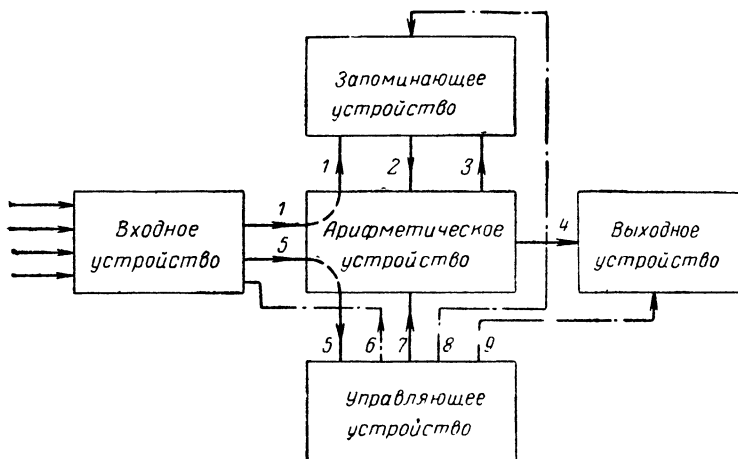 Запоминающее
устройство
1
2
3
Входное
устройство
1
5
Арифметическое
устройство
4
Выходное
устройство
5
6
7
8
9
Управляющее
устройство